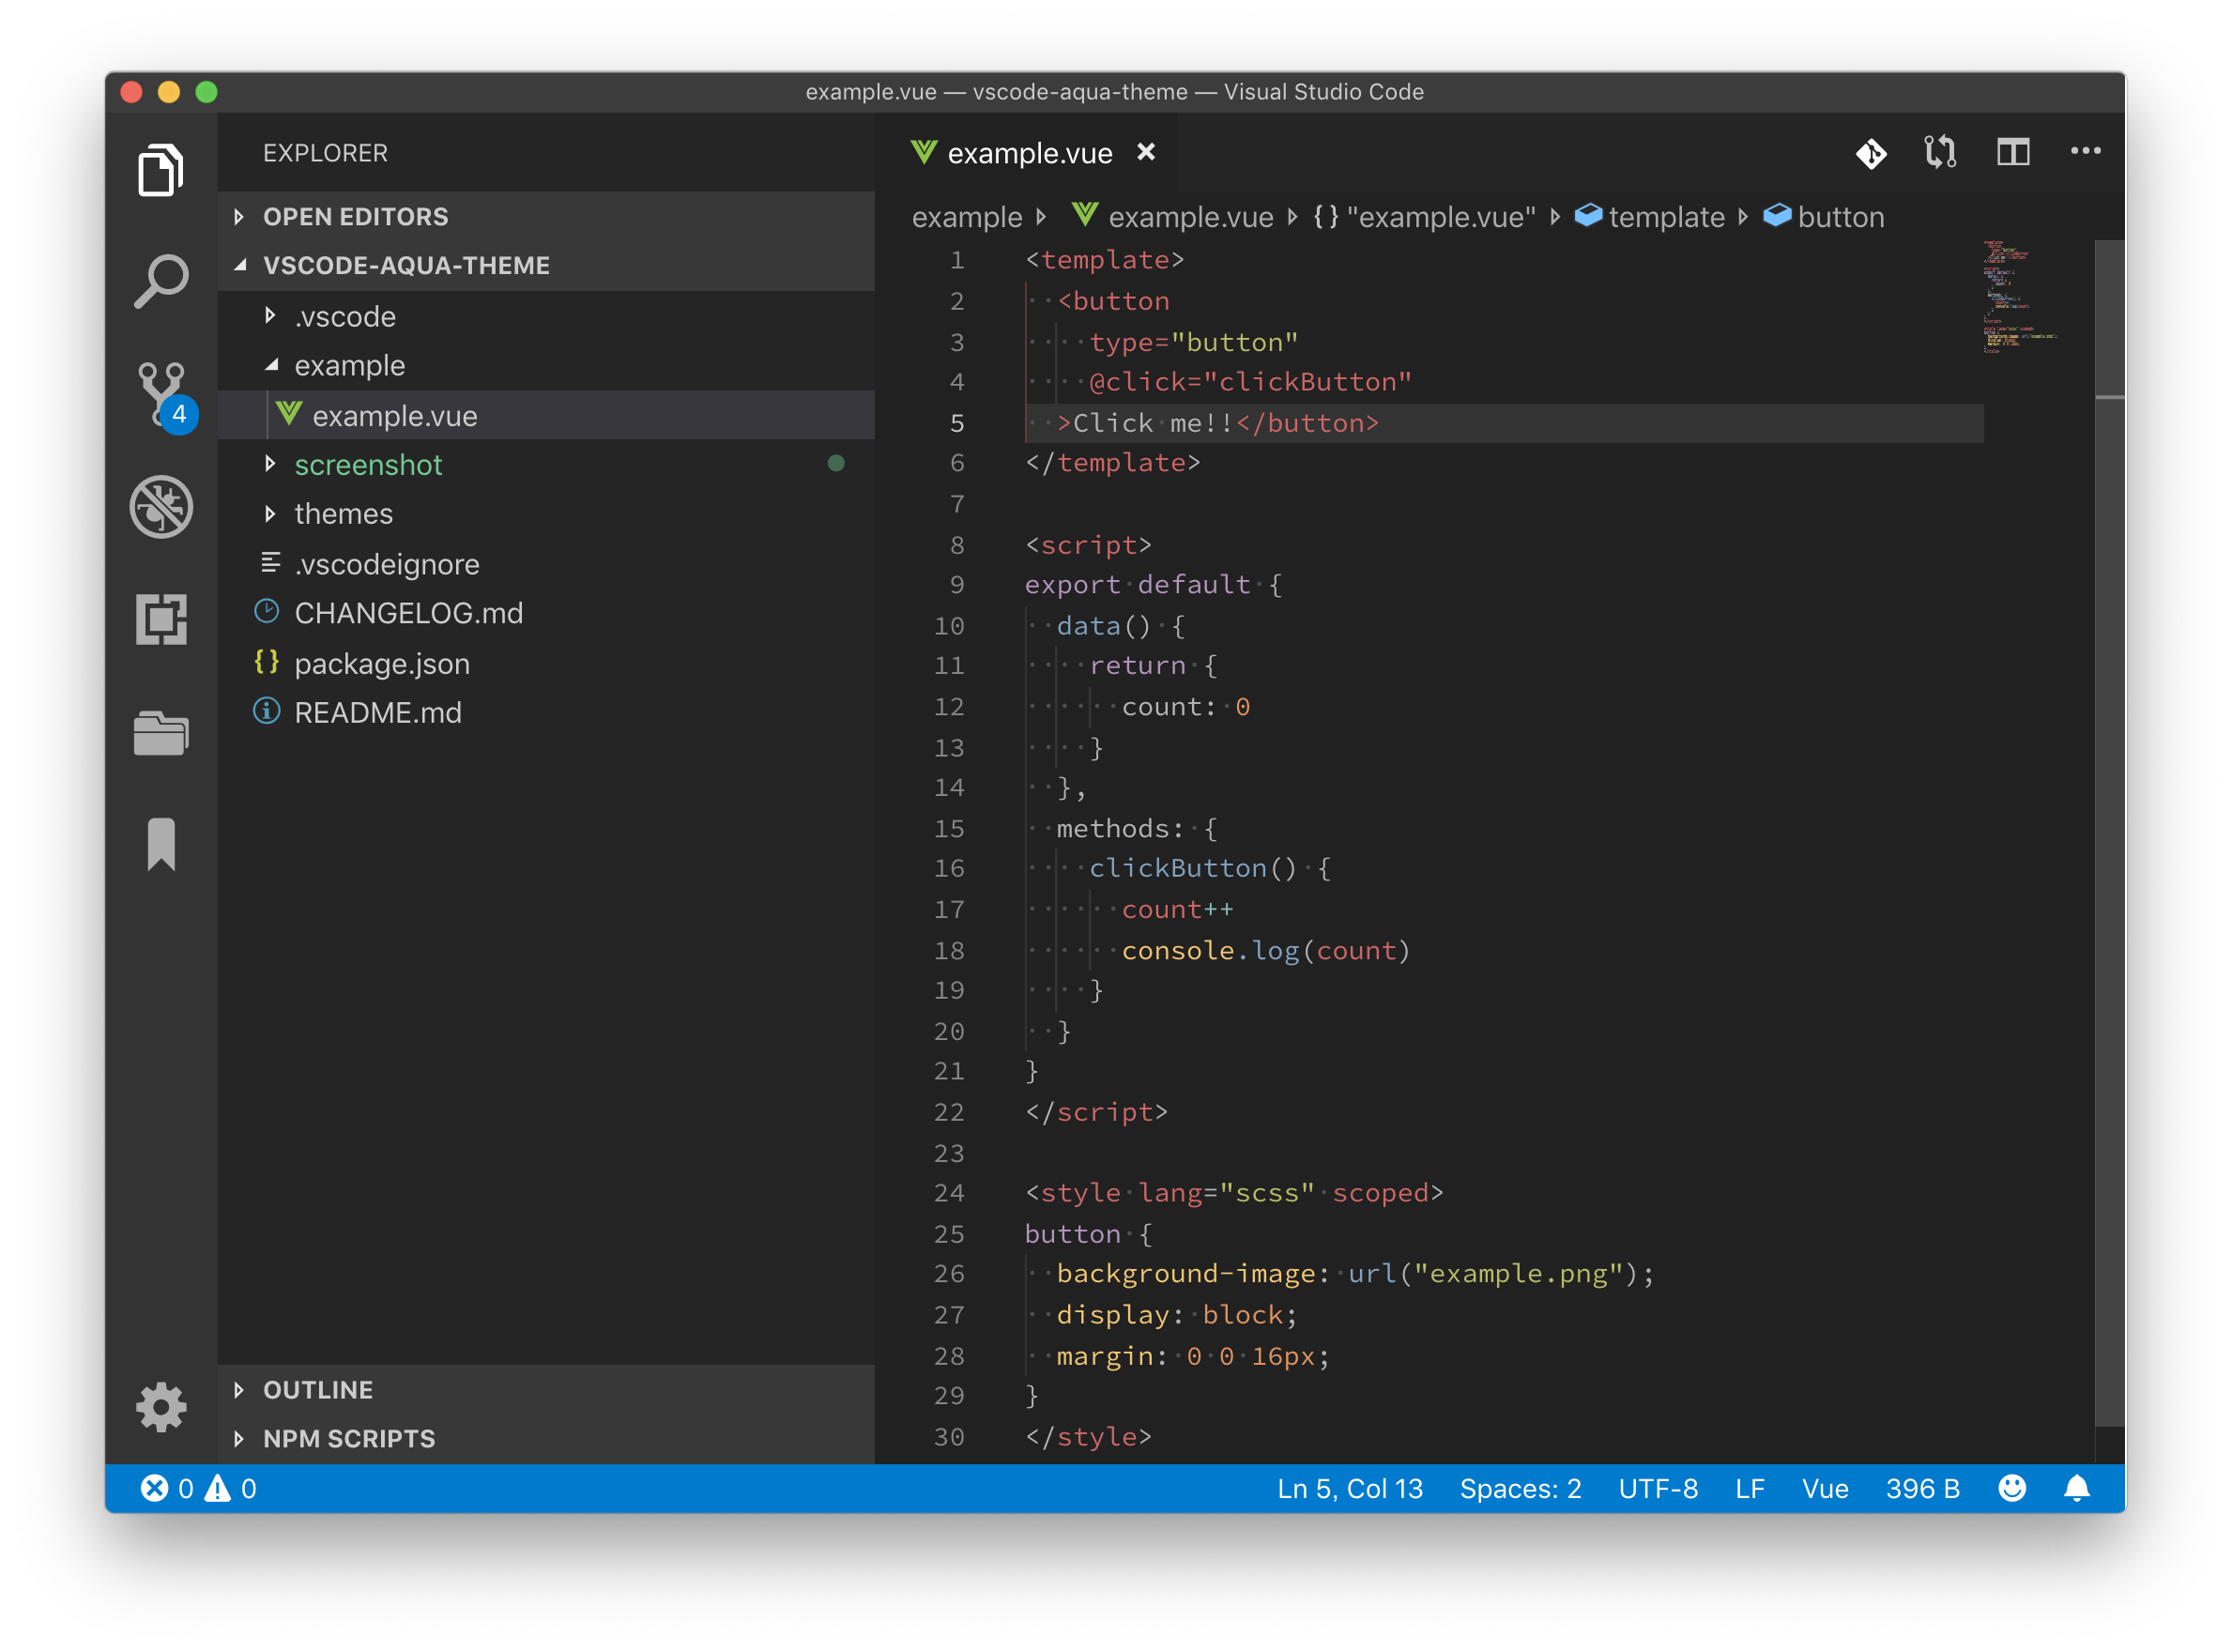 example.vue — vscode-aqua-theme — Visual Studio Code
EXPLORER
OPEN EDITORS
VSCODE-AQUA-THEME
.vscode
example
example.vue
screenshot
themes
.vscodeignore
CHANGELOG.md
package.json
README.md
OUTLINE
NPM SCRIPTS
4
example.vue
example example.vue {} "example.vue" template button
1 <template>
2   <button
3     type="button"
4     @click="clickButton"
5   >Click me!!</button>
6 </template>
7
8 <script>
9 export default {
10   data() {
11     return {
12       count: 0
13     }
14   },
15   methods: {
16     clickButton() {
17       count++
18       console.log(count)
19     }
20   }
21 }
22 </script>
23
24 <style lang="scss" scoped>
25 button {
26   background-image: url("example.png");
27   display: block;
28   margin: 0 0 16px;
29 }
30 </style>
0 0 Ln 5, Col 13 Spaces: 2 UTF-8 LF Vue 396 B